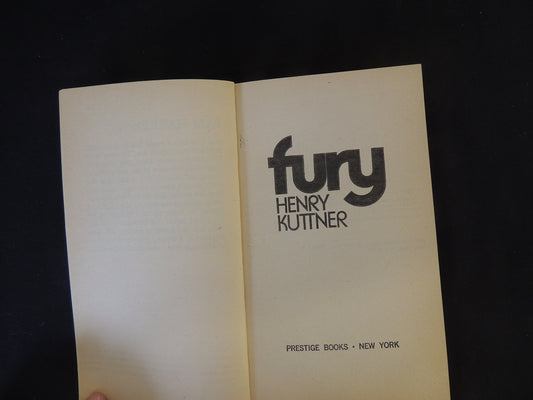 fury
HENRY
KUTTNER
PRESTIGE BOOKS • NEW YORK